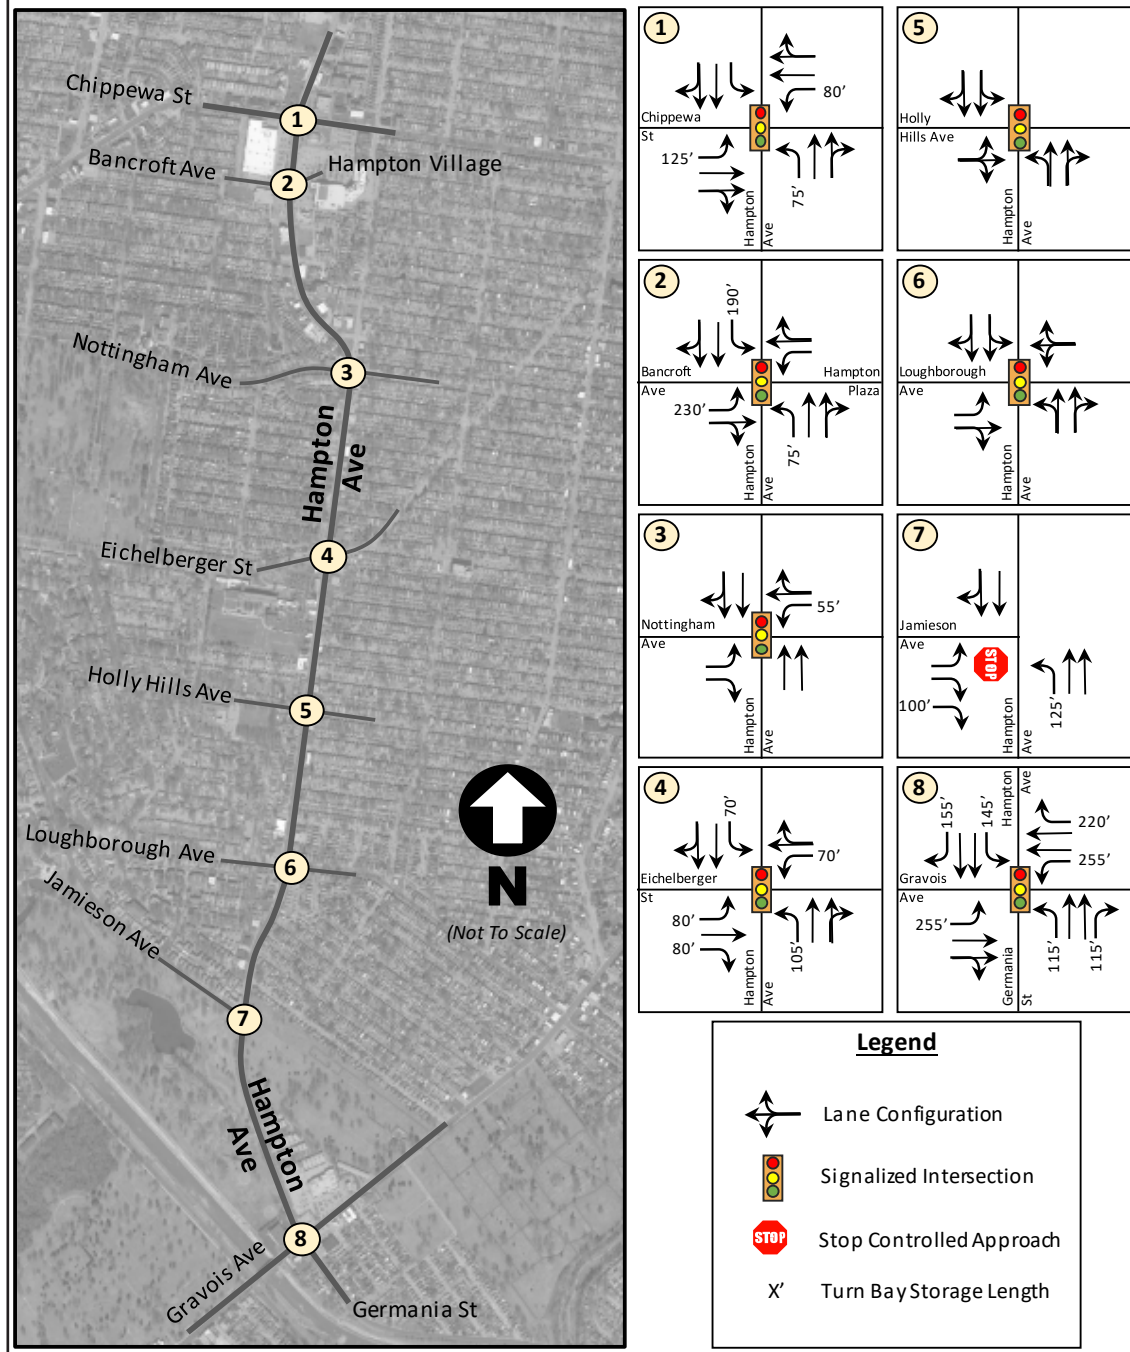 Chippewa St
1
Bancroft Ave
Hampton Village
2
Nottingham Ave
3
Hampton
Ave
Eichelberger St
4
Holly Hills Ave
5
Loughborough Ave
6
Jamieson Ave
7
N
(Not To Scale)
Hampton
Ave
8
Gravois Ave
Germania St
1
80'
Chippewa
St
125'
75'
Hampton
Ave
5
Holly
Hills Ave
Hampton
Ave
2
190'
Bancroft
Ave
Hampton
Plaza
230'
75'
Hampton
Ave
6
Loughborough
Ave
Hampton
Ave
3
55'
Nottingham
Ave
Hampton
Ave
7
Jamieson
Ave
STOP
100'
125'
Hampton
Ave
4
70'
70'
Eichelberger
St
80'
80'
105'
Hampton
Ave
8
155'
145'
Hampton
Ave
220'
255'
Gravois
Ave
255'
115'
115'
Germania
St
Legend
Lane Configuration
Signalized Intersection
STOP
Stop Controlled Approach
X'
Turn Bay Storage Length